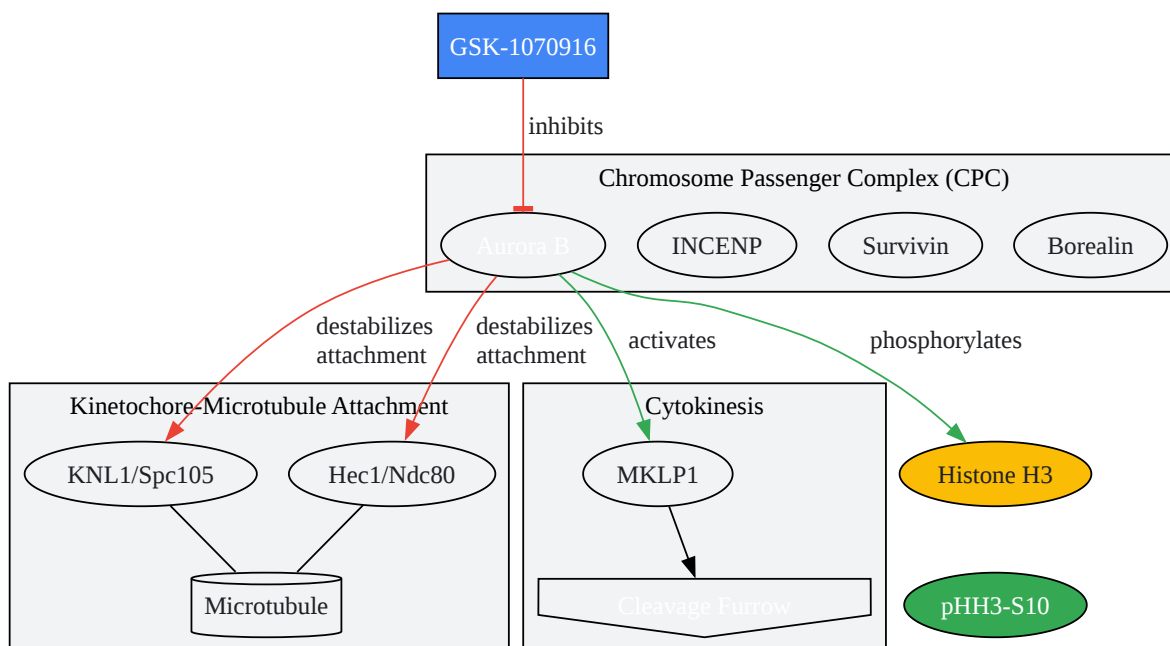 GSK-1070916
inhibits
Chromosome Passenger Complex (CPC)
Aurora B
INCENP
Survivin
Borealin
destabilizes
attachment
destabilizes
attachment
activates
phosphorylates
Kinetochore-Microtubule Attachment
Cytokinesis
KNL1/Spc105
Hec1/Ndc80
MKLP1
Histone H3
Microtubule
Cleavage Furrow
pHH3-S10